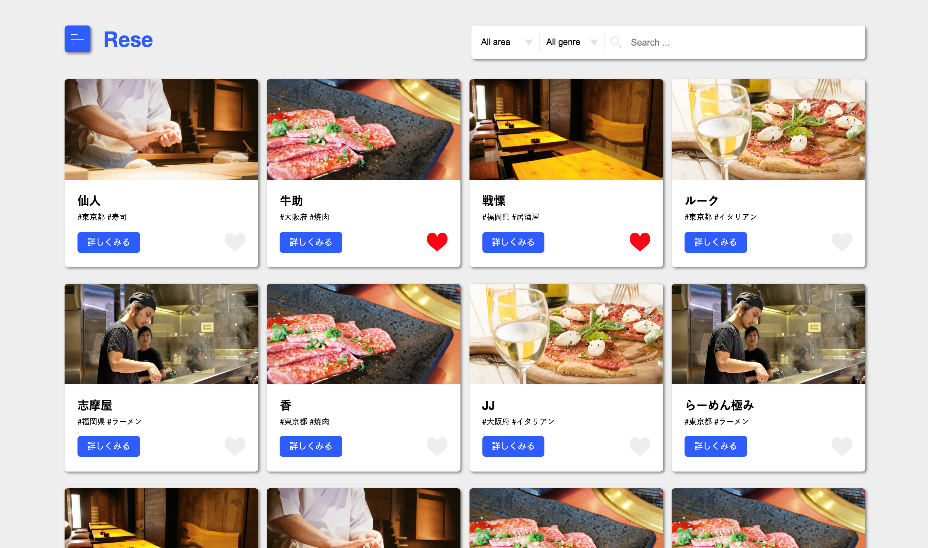 Rese
All area
All genre
Search ...
仙人
#東京都 #寿司
詳しくみる
牛助
#大阪府 #焼肉
詳しくみる
戦慄
#福岡県 #居酒屋
詳しくみる
ルーク
#東京都 #イタリアン
詳しくみる
志摩屋
#福岡県 #ラーメン
詳しくみる
香
#東京都 #焼肉
詳しくみる
JJ
#大阪府 #イタリアン
詳しくみる
らーめん極み
#東京都 #ラーメン
詳しくみる